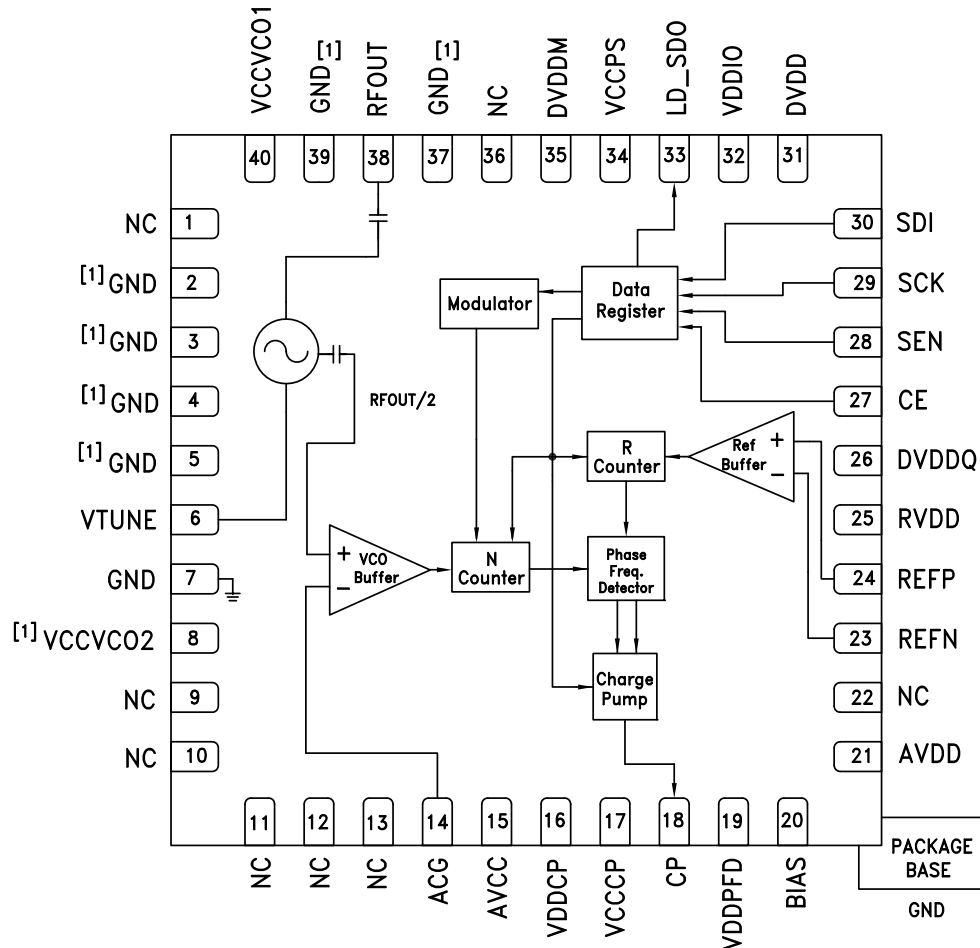 VCCVCO1
GND[1]
RFOUT
GND[1]
NC
DVDDM
VCCPS
LD_SDO
VDDIO
DVDD
40
39
38
37
36
35
34
33
32
31
NC 1
[1]GND 2
[1]GND 3
[1]GND 4
[1]GND 5
VTUNE 6
GND 7
[1]VCCVCO2 8
NC 9
NC 10
30 SDI
29 SCK
28 SEN
27 CE
26 DVDDQ
25 RVDD
24 REFP
23 REFN
22 NC
21 AVDD
Modulator
Data
Register
RFOUT/2
R
Counter
Ref
Buffer
+
−
+
−
VCO
Buffer
N
Counter
Phase
Freq.
Detector
Charge
Pump
11
12
13
14
15
16
17
18
19
20
NC
NC
NC
ACG
AVCC
VDDCP
VCCCP
CP
VDDPFD
BIAS
PACKAGE
BASE
GND